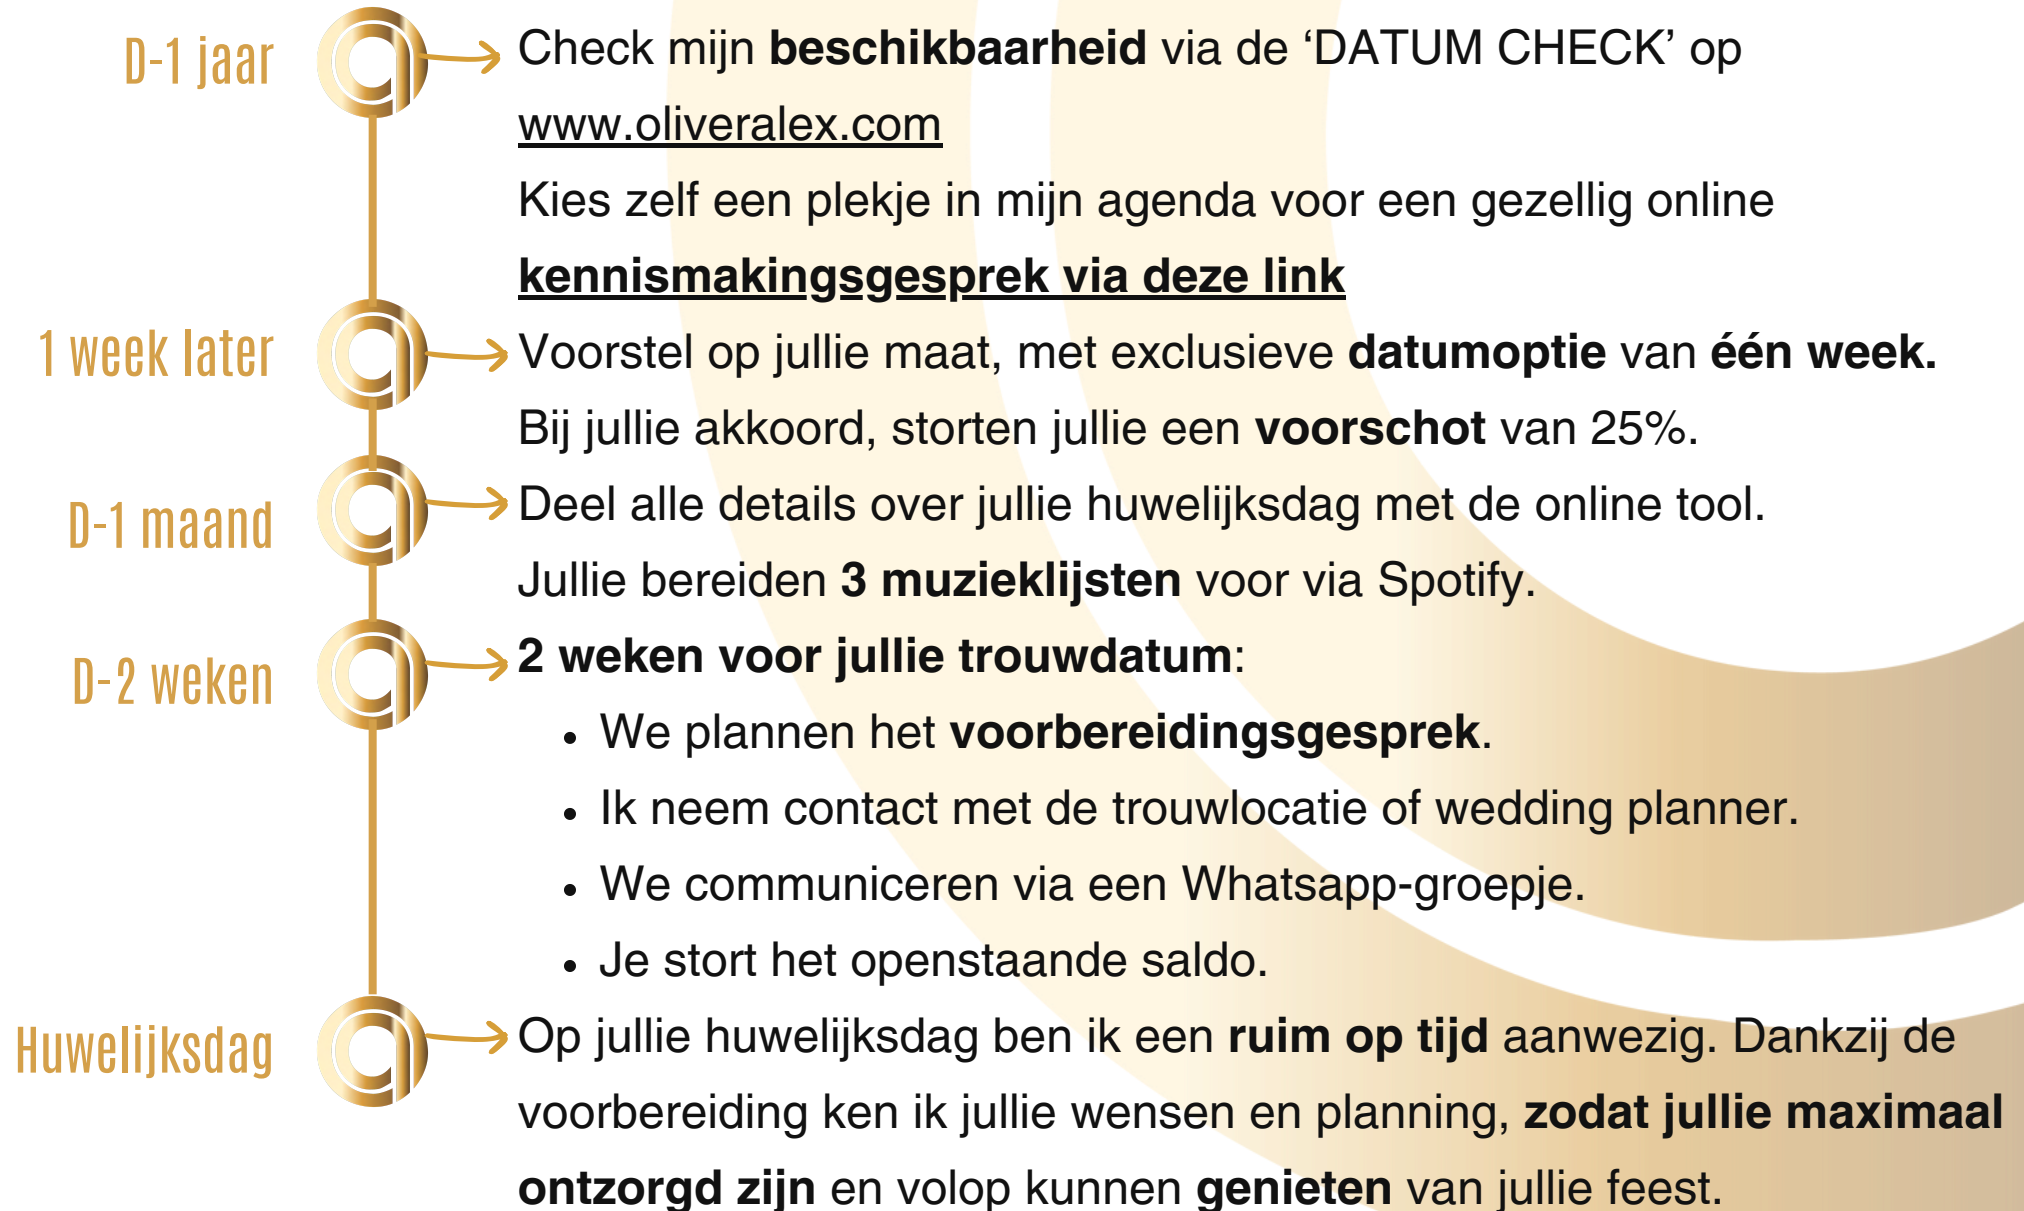 D-1 jaar
Check mijn beschikbaarheid via de ‘DATUM CHECK’ op
www.oliveralex.com
Kies zelf een plekje in mijn agenda voor een gezellig online
kennismakingsgesprek via deze link
1 week later
Voorstel op jullie maat, met exclusieve datumoptie van één week.
Bij jullie akkoord, storten jullie een voorschot van 25%.
D-1 maand
Deel alle details over jullie huwelijksdag met de online tool.
Jullie bereiden 3 muzieklijsten voor via Spotify.
D-2 weken
2 weken voor jullie trouwdatum:
• We plannen het voorbereidingsgesprek.
• Ik neem contact met de trouwlocatie of wedding planner.
• We communiceren via een Whatsapp-groepje.
• Je stort het openstaande saldo.
Huwelijksdag
Op jullie huwelijksdag ben ik een ruim op tijd aanwezig. Dankzij de
voorbereiding ken ik jullie wensen en planning, zodat jullie maximaal
ontzorgd zijn en volop kunnen genieten van jullie feest.